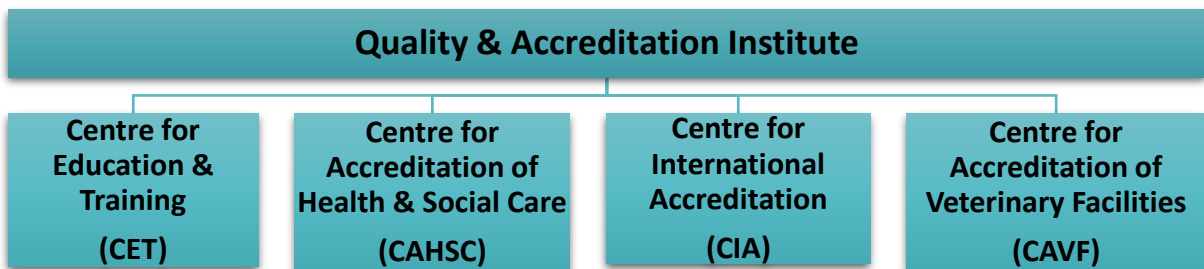 Quality & Accreditation Institute
Centre for
Education &
Training
(CET)
Centre for
Accreditation of
Health & Social Care
(CAHSC)
Centre for
International
Accreditation
(CIA)
Centre for
Accreditation of
Veterinary Facilities
(CAVF)